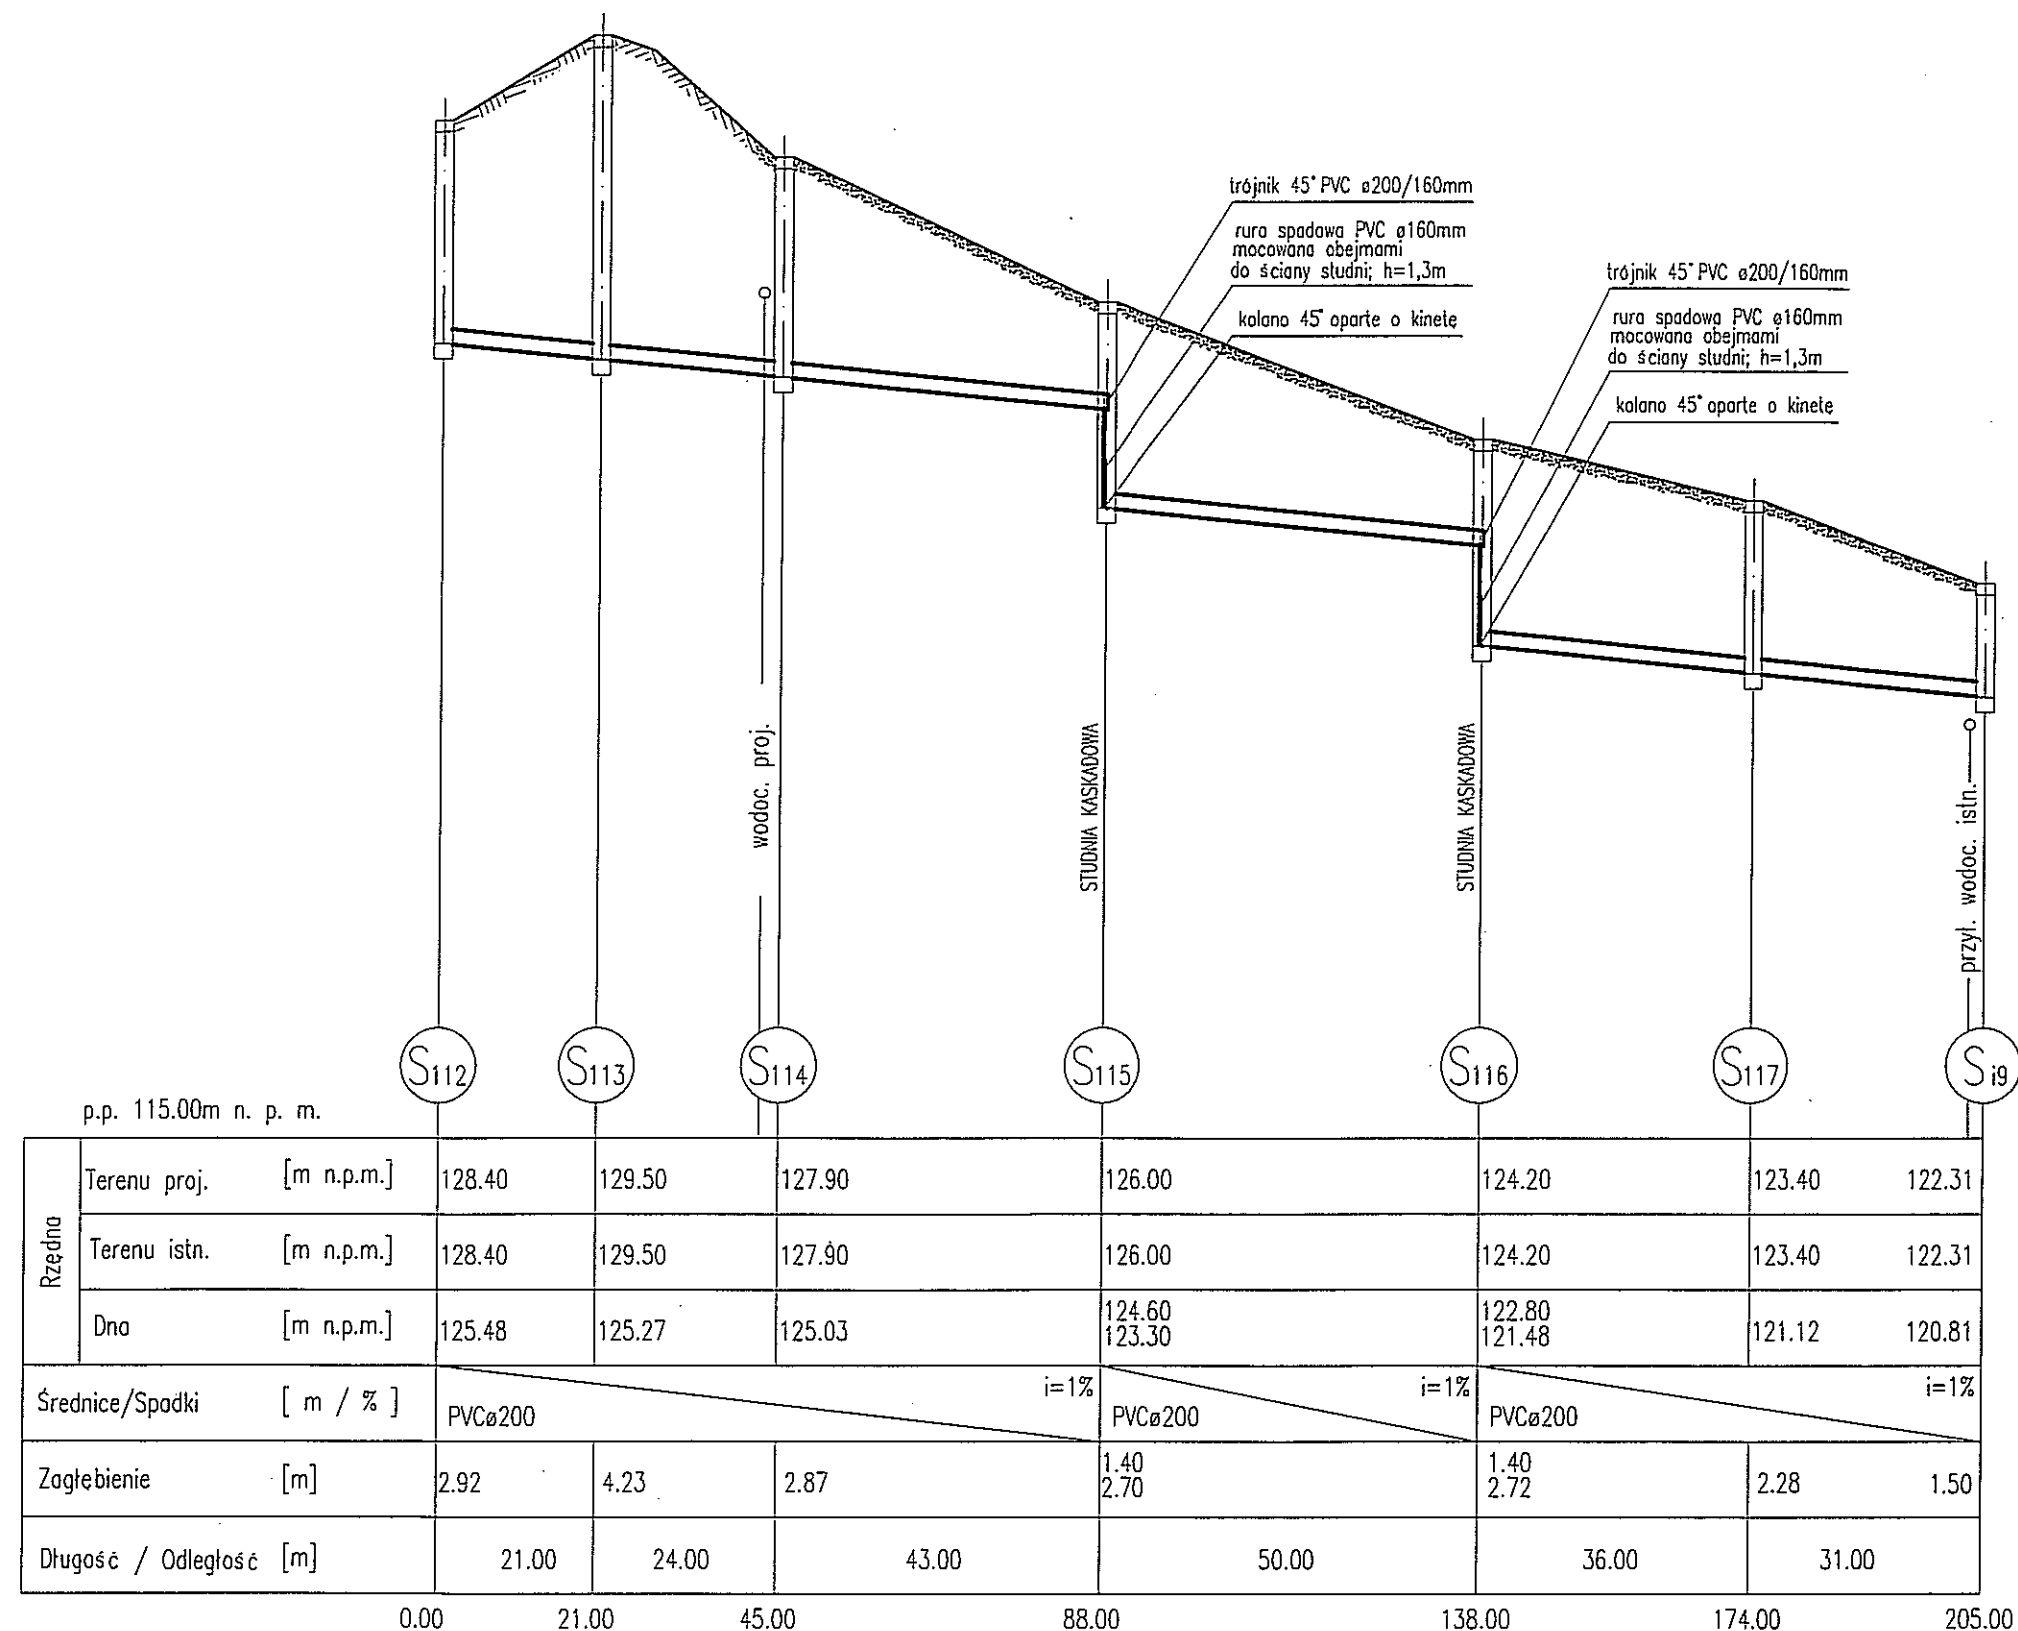 trójnik 45° PVC ø200/160mm
rura spadowa PVC ø160mm
mocowana obejmami
do ściany studni; h=1,3m
kolano 45° oparte o kinetę
trójnik 45° PVC ø200/160mm
rura spadowa PVC ø160mm
mocowana obejmami
do ściany studni; h=1,3m
kolano 45° oparte o kinetę
wodoc. proj.
STUDNIA KASKADOWA
STUDNIA KASKADOWA
przył. wodoc. istn.
S112 S113 S114 S115 S116 S117 Si9
p.p. 115.00m n. p. m.
Rzędna
Terenu proj. [m n.p.m.] 128.40 129.50 127.90 126.00 124.20 123.40 122.31
Terenu istn. [m n.p.m.] 128.40 129.50 127.90 126.00 124.20 123.40 122.31
124.60 122.80
Dna [m n.p.m.] 125.48 125.27 125.03 123.30 121.48 121.12 120.81
i=1% i=1% i=1%
Średnice/Spadki [ m / % ] PVCø200 PVCø200 PVCø200
1.40 1.40
Zagłębienie [m] 2.92 4.23 2.87 2.70 2.72 2.28 1.50
Długość / Odległość [m] 21.00 24.00 43.00 50.00 36.00 31.00
0.00 21.00 45.00 88.00 138.00 174.00 205.00